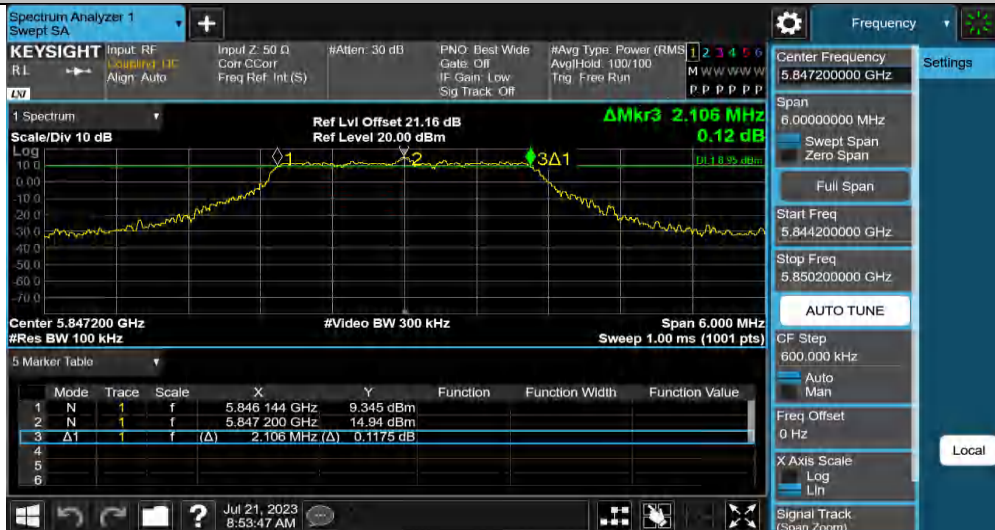 Spectrum Analyzer 1
Swept SA
+
Frequency
KEYSIGHT
RL
LXI
Input: RF
Coupling: DC
Align: Auto
Input Z: 50 Ω
Corr CCorr
Freq Ref: Int (S)
#Atten: 30 dB
PNO: Best Wide
Gate: Off
IF Gain: Low
Sig Track: Off
#Avg Type: Power (RMS
Avg|Hold: 100/100
Trig: Free Run
1 2 3 4 5 6
M W W W W W
P P P P P P
1 Spectrum
Scale/Div 10 dB
Ref Lvl Offset 21.16 dB
Ref Level 20.00 dBm
ΔMkr3 2.106 MHz
0.12 dB
Log
10.0
0.00
-10.0
-20.0
-30.0
-40.0
-50.0
-60.0
-70.0
1
2
3Δ1
DL1 8.95 dBm
Center 5.847200 GHz
#Res BW 100 kHz
#Video BW 300 kHz
Span 6.000 MHz
Sweep 1.00 ms (1001 pts)
5 Marker Table
Mode Trace Scale X Y Function Function Width Function Value
1 N 1 f 5.846 144 GHz 9.345 dBm
2 N 1 f 5.847 200 GHz 14.94 dBm
3 Δ1 1 f (Δ) 2.106 MHz (Δ) 0.1175 dB
4
5
6
?
Jul 21, 2023
8:53:47 AM
Center Frequency
5.847200000 GHz
Span
6.00000000 MHz
Swept Span
Zero Span
Full Span
Start Freq
5.844200000 GHz
Stop Freq
5.850200000 GHz
AUTO TUNE
CF Step
600.000 kHz
Auto
Man
Freq Offset
0 Hz
X Axis Scale
Log
Lin
Signal Track
(Span Zoom)
Settings
Local